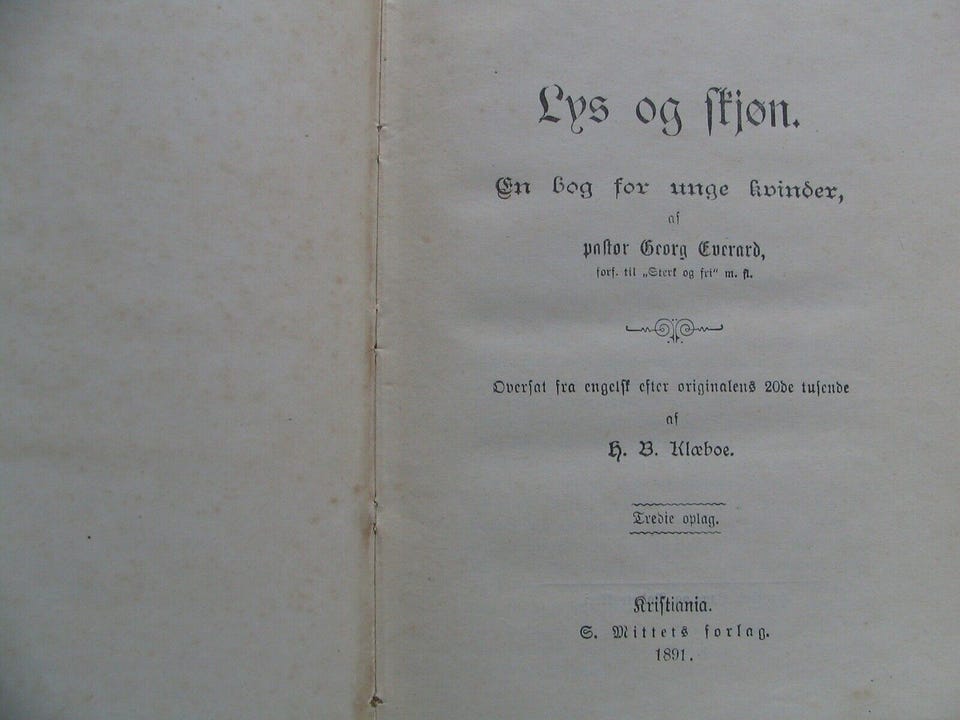 Lys og skjøn.
En bog for unge kvinder,
af
pastor Georg Everard,
forf. til „Sterk og fri“ m. fl.
Oversat fra engelsk efter originalens 20de tusende
af
H. B. Klæboe.
Tredie oplag.
Kristiania.
S. Mittets forlag.
1891.